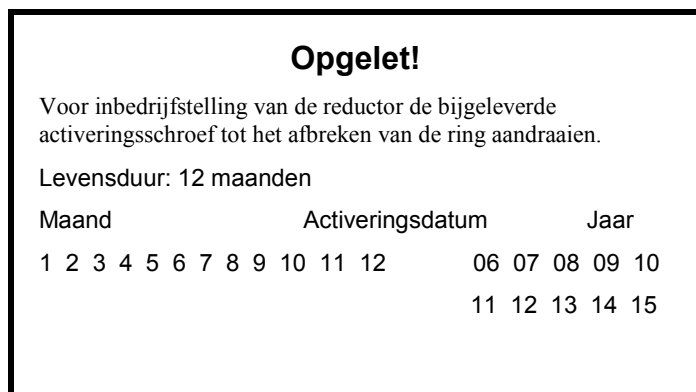 Opgelet!
Voor inbedrijfstelling van de reductor de bijgeleverde
activeringsschroef tot het afbreken van de ring aandraaien.
Levensduur: 12 maanden
Maand Activeringsdatum Jaar
1 2 3 4 5 6 7 8 9 10 11 12 06 07 08 09 10
11 12 13 14 15